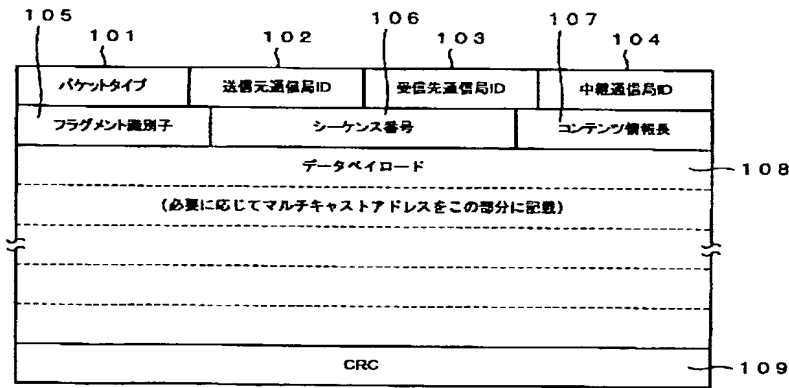 105 106 107
101 102 103 104
パケットタイプ 送信元通信局ID 受信先通信局ID 中継通信局ID
フラグメント識別子 シーケンス番号 コンテンツ情報長
データペイロード 108
(必要に応じてマルチキャストアドレスをこの部分に記載)
CRC 109